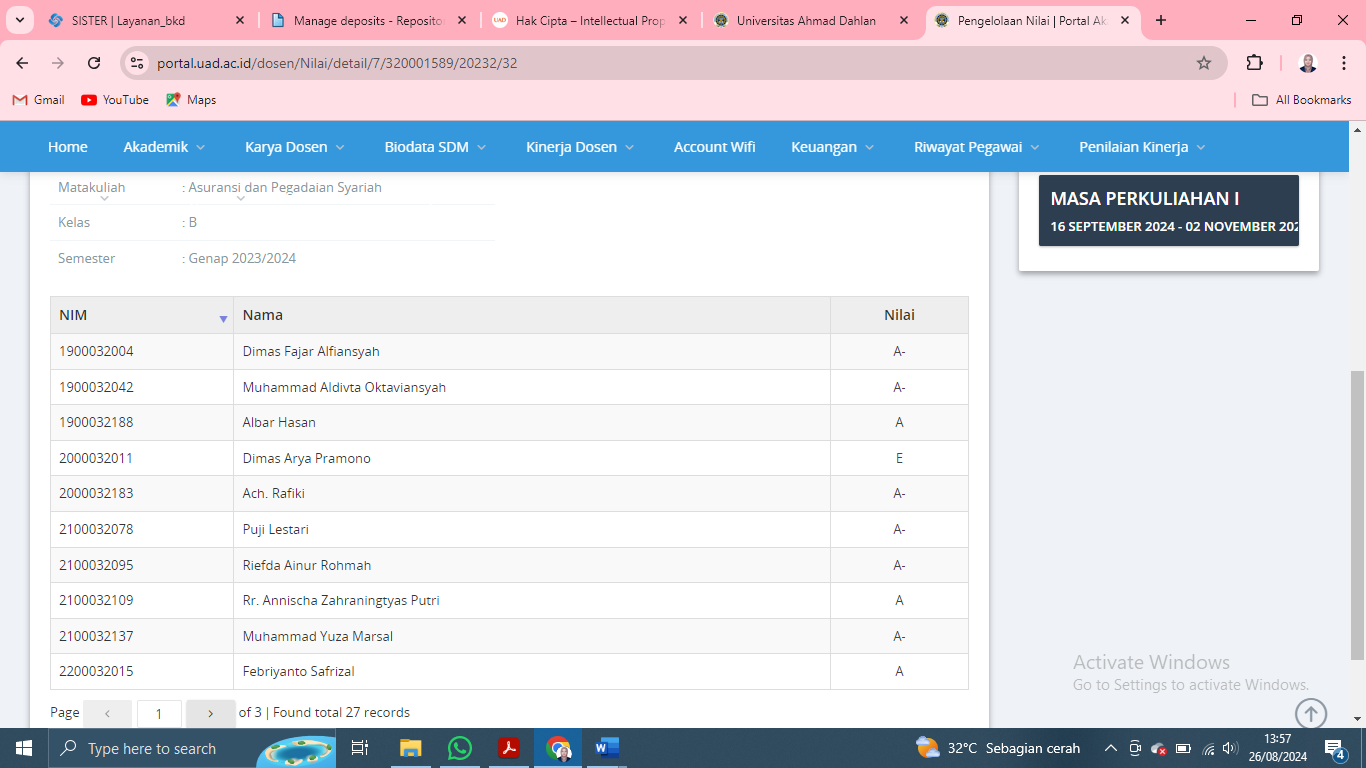 SISTER | Layanan_bkd
Manage deposits - Reposito
Hak Cipta – Intellectual Prop
Universitas Ahmad Dahlan
Pengelolaan Nilai | Portal Ak
portal.uad.ac.id/dosen/Nilai/detail/7/320001589/20232/32
Gmail YouTube Maps All Bookmarks
Home Akademik Karya Dosen Biodata SDM Kinerja Dosen Account Wifi Keuangan Riwayat Pegawai Penilaian Kinerja
Matakuliah : Asuransi dan Pegadaian Syariah
Kelas : B
Semester : Genap 2023/2024
MASA PERKULIAHAN I
16 SEPTEMBER 2024 - 02 NOVEMBER 202
NIM Nama Nilai
1900032004 Dimas Fajar Alfiansyah A-
1900032042 Muhammad Aldivta Oktaviansyah A-
1900032188 Albar Hasan A
2000032011 Dimas Arya Pramono E
2000032183 Ach. Rafiki A-
2100032078 Puji Lestari A-
2100032095 Riefda Ainur Rohmah A-
2100032109 Rr. Annischa Zahraningtyas Putri A
2100032137 Muhammad Yuza Marsal A-
2200032015 Febriyanto Safrizal A
Page 1 of 3 | Found total 27 records
Activate Windows
Go to Settings to activate Windows.
Type here to search
32°C Sebagian cerah
13:57
26/08/2024
4